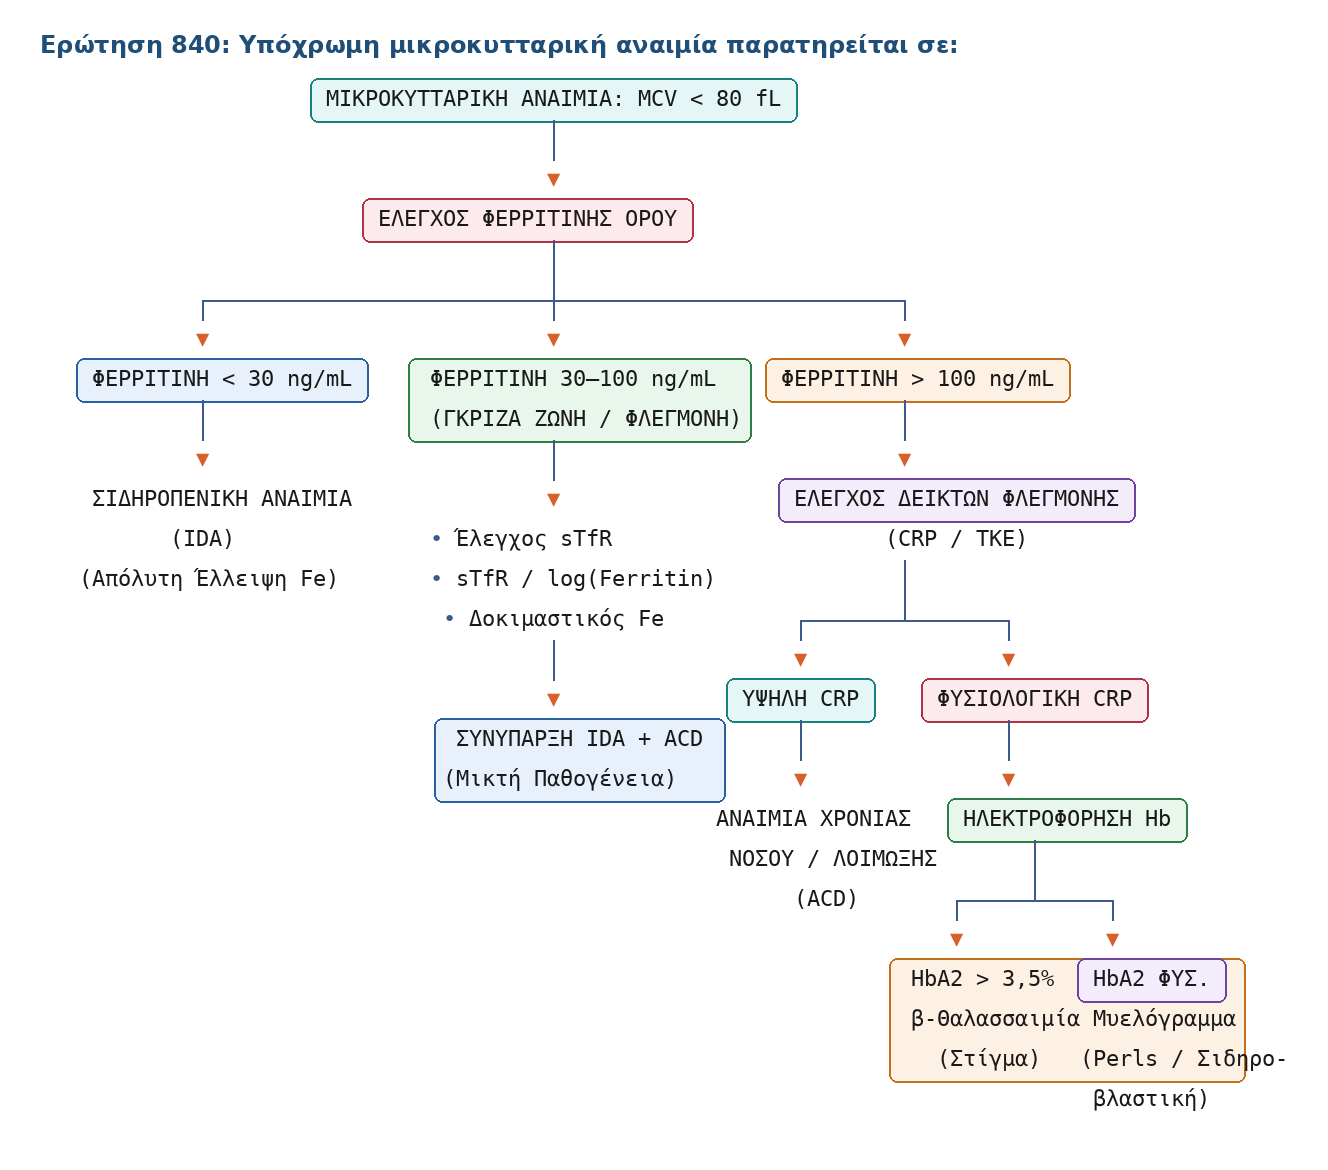 Ερώτηση 840: Υπόχρωμη μικροκυτταρική αναιμία παρατηρείται σε:
ΜΙΚΡΟΚΥΤΤΑΡΙΚΗ ΑΝΑΙΜΙΑ: MCV < 80 fL
ΕΛΕΓΧΟΣ ΦΕΡΡΙΤΙΝΗΣ ΟΡΟΥ
ΦΕΡΡΙΤΙΝΗ < 30 ng/mL
ΣΙΔΗΡΟΠΕΝΙΚΗ ΑΝΑΙΜΙΑ
(IDA)
(Απόλυτη Έλλειψη Fe)
ΦΕΡΡΙΤΙΝΗ 30–100 ng/mL
(ΓΚΡΙΖΑ ΖΩΝΗ / ΦΛΕΓΜΟΝΗ)
• Έλεγχος sTfR
• sTfR / log(Ferritin)
• Δοκιμαστικός Fe
ΣΥΝΥΠΑΡΞΗ IDA + ACD
(Μικτή Παθογένεια)
ΦΕΡΡΙΤΙΝΗ > 100 ng/mL
ΕΛΕΓΧΟΣ ΔΕΙΚΤΩΝ ΦΛΕΓΜΟΝΗΣ
(CRP / ΤΚΕ)
ΥΨΗΛΗ CRP
ΑΝΑΙΜΙΑ ΧΡΟΝΙΑΣ
ΝΟΣΟΥ / ΛΟΙΜΩΞΗΣ
(ACD)
ΦΥΣΙΟΛΟΓΙΚΗ CRP
ΗΛΕΚΤΡΟΦΟΡΗΣΗ Hb
HbA2 > 3,5%
β-Θαλασσαιμία
(Στίγμα)
HbA2 ΦΥΣ.
Μυελόγραμμα
(Perls / Σιδηρο-
βλαστική)